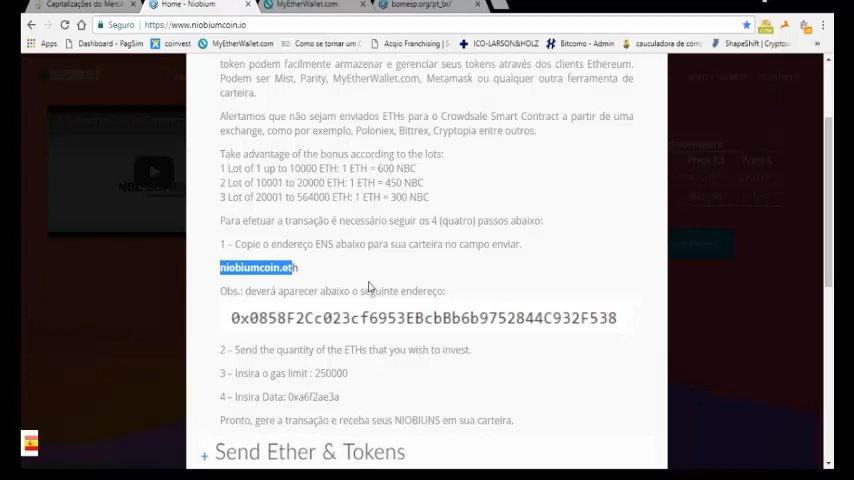 Capitalizações do Merc
Home - Niobium
MyEtherWallet.com
bomesp.org/pt_br/
Seguro
https://www.niobiumcoin.io
Apps
Dashboard - PagSim
coinvest
MyEtherWallet.com
B2 Como se tornar um C
Acqio Franchising | S
ICO-LARSON&HOLZ
Bitcomo - Admin
cauculadora de comp
ShapeShift | Cryptoc
token podem facilmente armazenar e gerenciar seus tokens através dos clients Ethereum.
Podem ser Mist, Parity, MyEtherWallet.com, Metamask ou qualquer outra ferramenta de
carteira.
Alertamos que não sejam enviados ETHs para o Crowdsale Smart Contract a partir de uma
exchange, como por exemplo, Poloniex, Bittrex, Cryptopia entre outros.
Take advantage of the bonus according to the lots:
1 Lot of 1 up to 10000 ETH: 1 ETH = 600 NBC
2 Lot of 10001 to 20000 ETH: 1 ETH = 450 NBC
3 Lot of 20001 to 564000 ETH: 1 ETH = 300 NBC
Para efetuar a transação é necessário seguir os 4 (quatro) passos abaixo:
1 – Copie o endereço ENS abaixo para sua carteira no campo enviar.
niobiumcoin.eth
Obs.: deverá aparecer abaixo o seguinte endereço:
0x0858F2Cc023cf6953EBcbBb6b9752844C932F538
2 – Send the quantity of the ETHs that you wish to invest.
3 – Insira o gas limit : 250000
4 – Insira Data: 0xa6f2ae3a
Pronto, gere a transação e receba seus NIOBIUNS em sua carteira.
+ Send Ether & Tokens